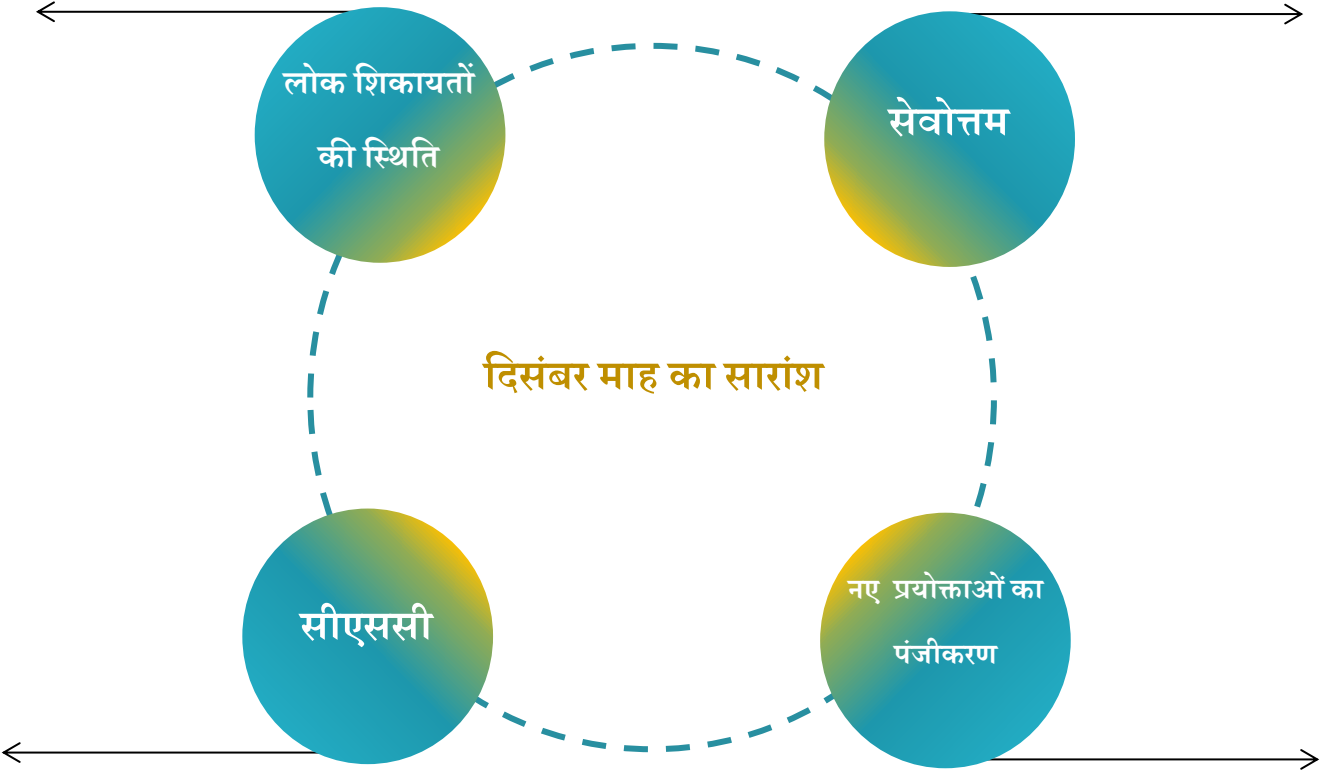 लोक शिकायतों
की स्थिति
सेवोत्तम
दिसंबर माह का सारांश
सीएससी
नए प्रयोक्ताओं का
पंजीकरण